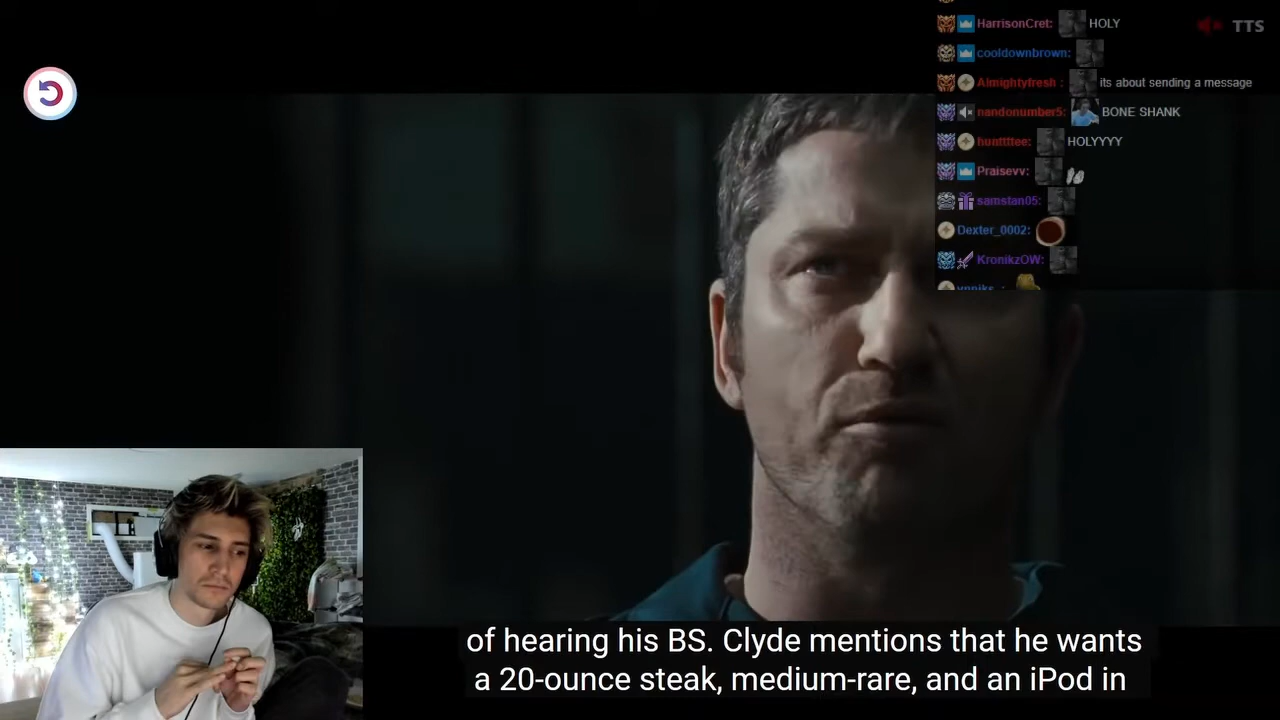 HarrisonCret: HOLY
TTS
cooldownbrown:
Almightyfresh : its about sending a message
nandonumber5: BONE SHANK
hunttttee: HOLYYYY
Praisevv:
samstan05:
Dexter_0002:
KronikzOW:
of hearing his BS. Clyde mentions that he wants
a 20-ounce steak, medium-rare, and an iPod in